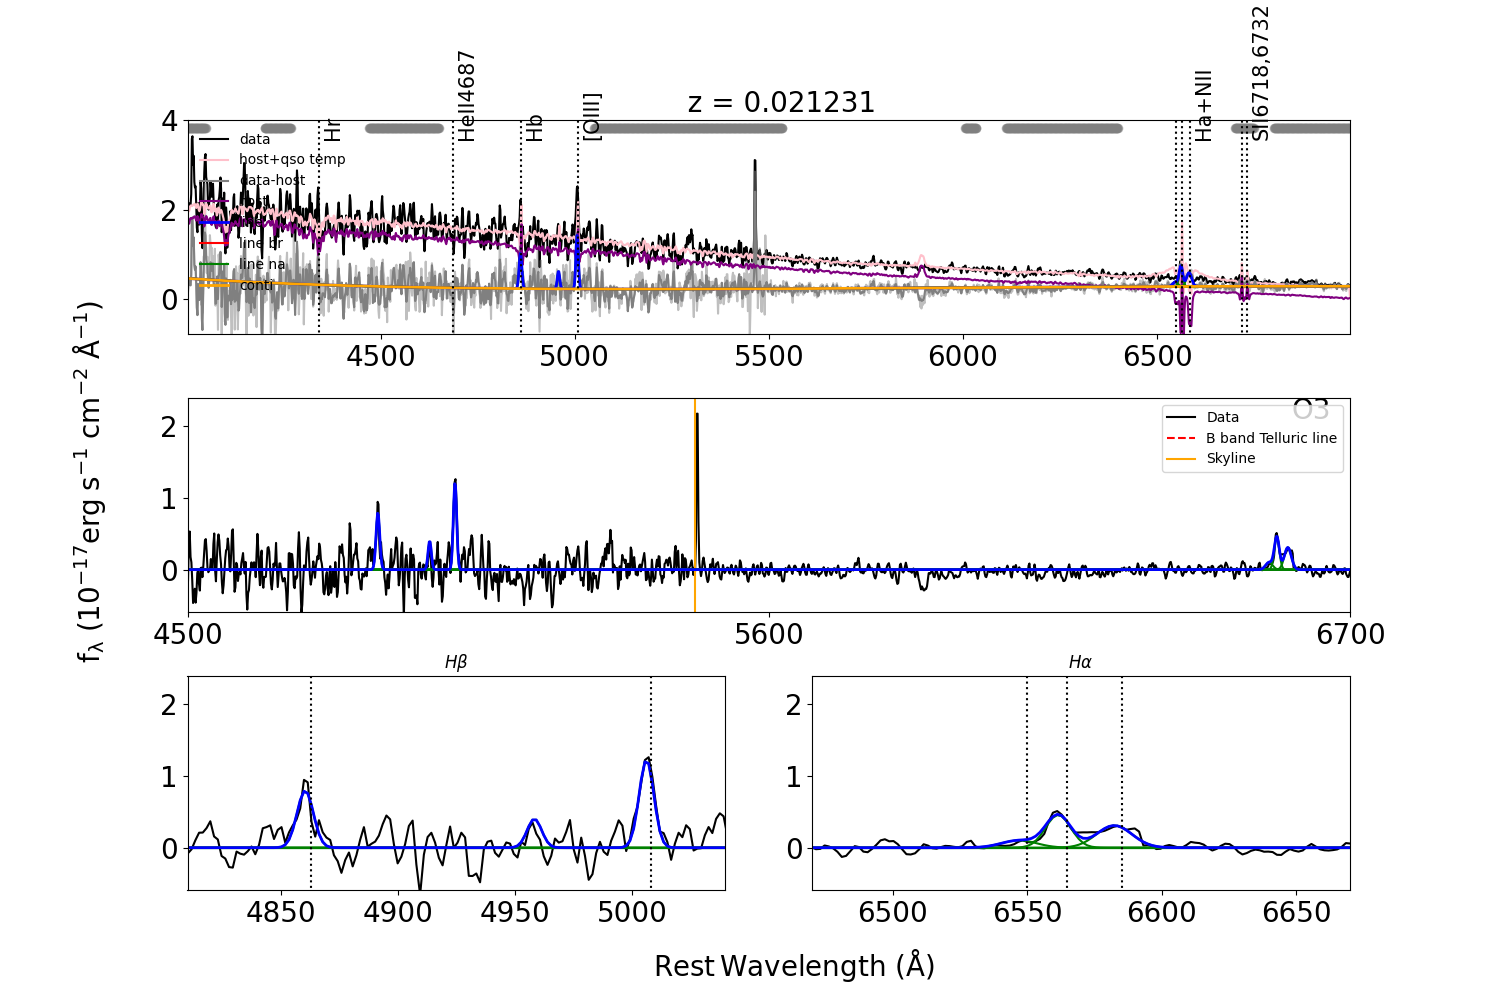 z = 0.021231
Hr
HeII4687
Hb
[OIII]
Ha+NII
SII6718,6732
data
host+qso temp
data-host
line br
line na
conti
4
2
0
4500 5000 5500 6000 6500
O3
Data
B band Telluric line
Skyline
2
1
0
4500 5600 6700
fλ (10⁻¹⁷erg s⁻¹ cm⁻² Å⁻¹)
Hβ
2
1
0
4850 4900 4950 5000
Hα
2
1
0
6500 6550 6600 6650
Rest Wavelength (Å)